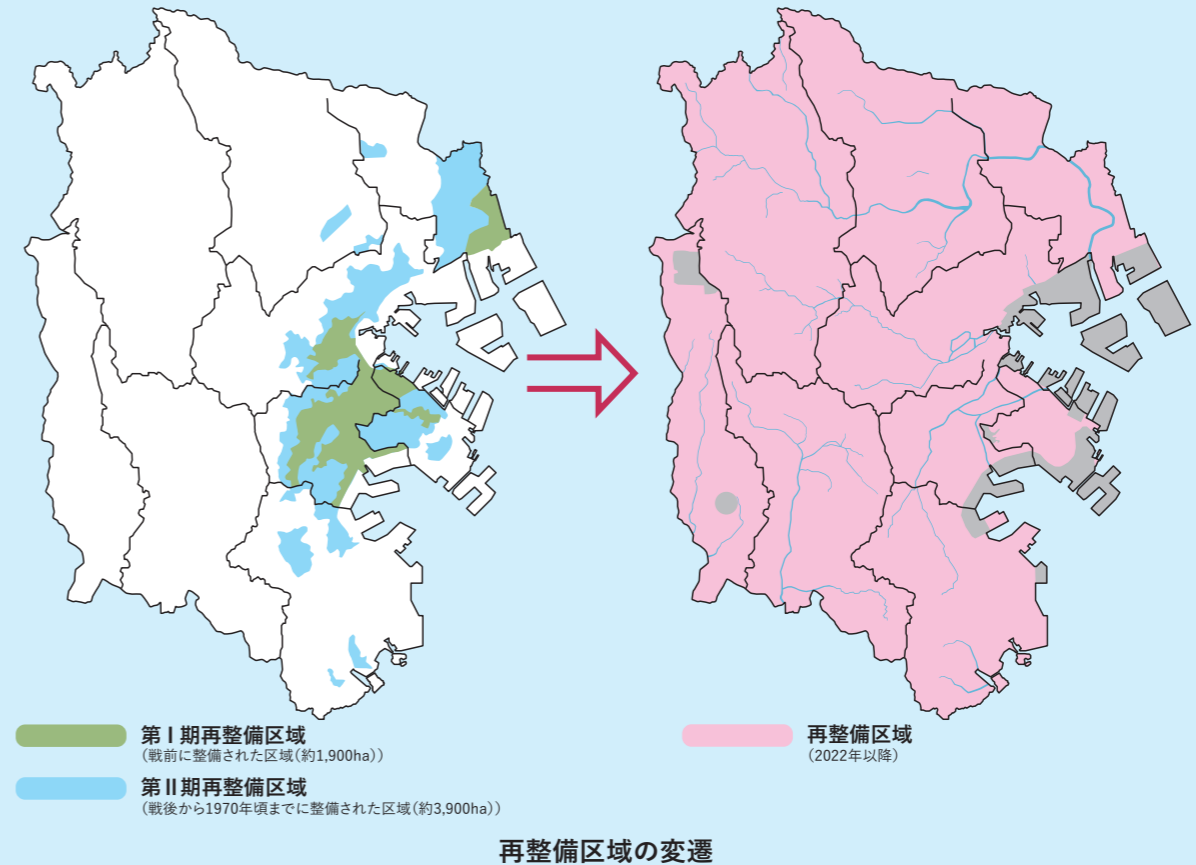 第Ⅰ期再整備区域
(戦前に整備された区域(約1,900ha))
第Ⅱ期再整備区域
(戦後から1970年頃までに整備された区域(約3,900ha))
再整備区域
(2022年以降)
再整備区域の変遷